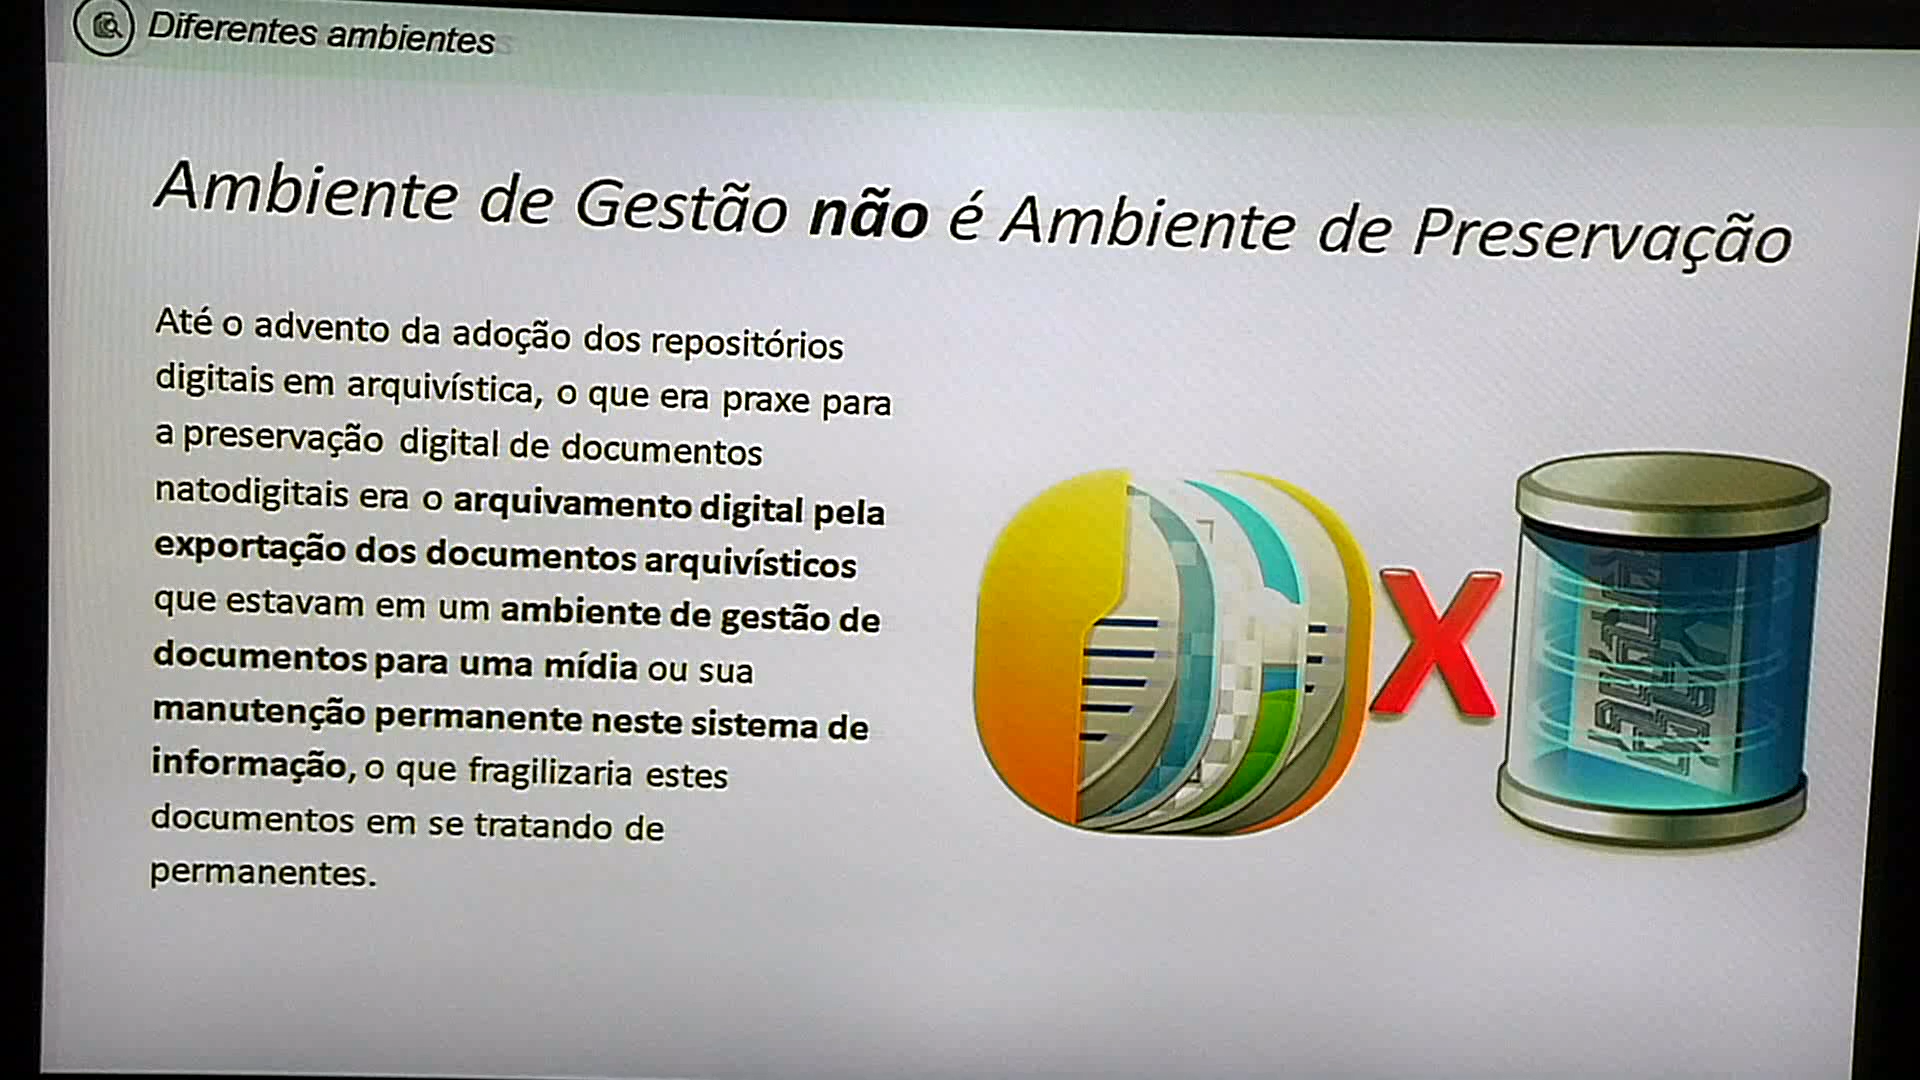 Diferentes ambientes
Ambiente de Gestão não é Ambiente de Preservação
Até o advento da adoção dos repositórios
digitais em arquivística, o que era praxe para
a preservação digital de documentos
natodigitais era o arquivamento digital pela
exportação dos documentos arquivísticos
que estavam em um ambiente de gestão de
documentos para uma mídia ou sua
manutenção permanente neste sistema de
informação, o que fragilizaria estes
documentos em se tratando de
permanentes.
X